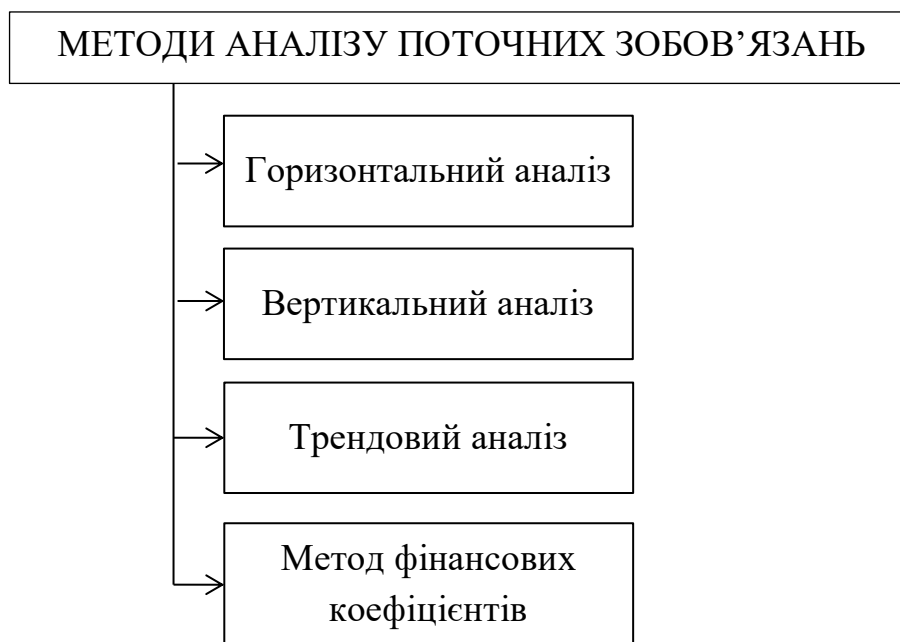 МЕТОДИ АНАЛІЗУ ПОТОЧНИХ ЗОБОВ’ЯЗАНЬ
Горизонтальний аналіз
Вертикальний аналіз
Трендовий аналіз
Метод фінансових
коефіцієнтів